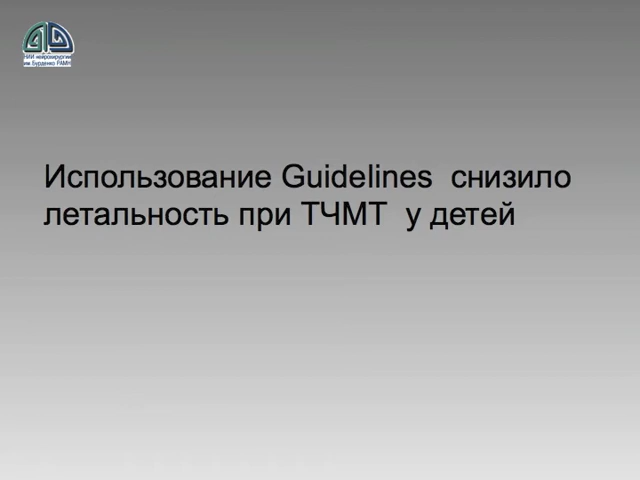 НИИ нейрохирургии
им. Бурденко РАМН
Использование Guidelines снизило
летальность при ТЧМТ у детей